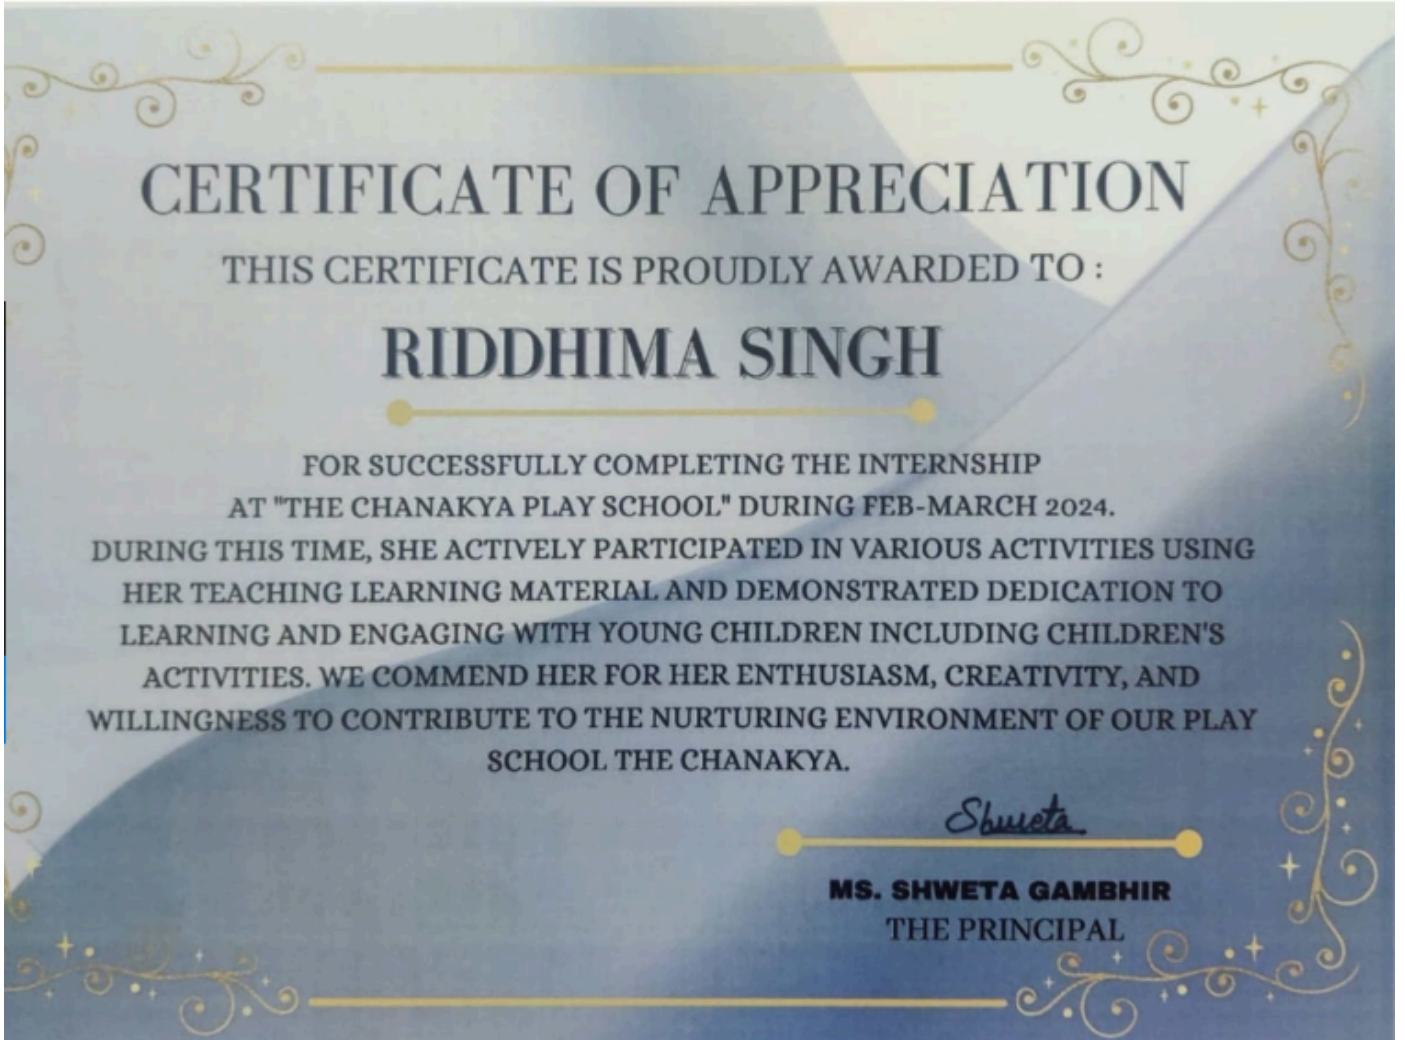 CERTIFICATE OF APPRECIATION
THIS CERTIFICATE IS PROUDLY AWARDED TO :
RIDDHIMA SINGH
FOR SUCCESSFULLY COMPLETING THE INTERNSHIP
AT "THE CHANAKYA PLAY SCHOOL" DURING FEB-MARCH 2024.
DURING THIS TIME, SHE ACTIVELY PARTICIPATED IN VARIOUS ACTIVITIES USING
HER TEACHING LEARNING MATERIAL AND DEMONSTRATED DEDICATION TO
LEARNING AND ENGAGING WITH YOUNG CHILDREN INCLUDING CHILDREN'S
ACTIVITIES. WE COMMEND HER FOR HER ENTHUSIASM, CREATIVITY, AND
WILLINGNESS TO CONTRIBUTE TO THE NURTURING ENVIRONMENT OF OUR PLAY
SCHOOL THE CHANAKYA.
Shweta
MS. SHWETA GAMBHIR
THE PRINCIPAL